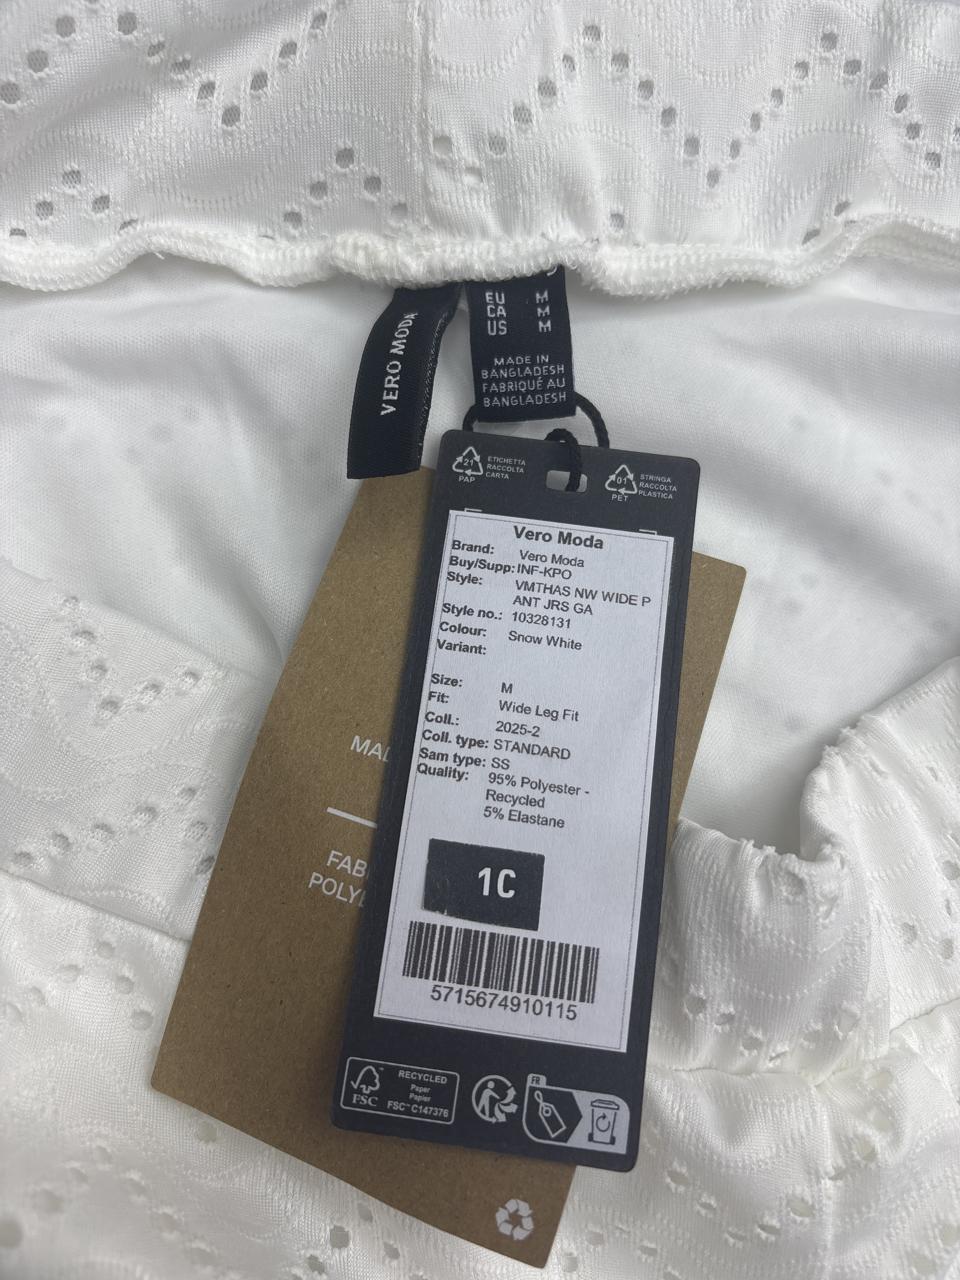 VERO MODA
EU M
CA M
US M
MADE IN
BANGLADESH
FABRIQUÉ AU
BANGLADESH
21
PAP
ETICHETTA
RACCOLTA
CARTA
01
PET
STRINGA
RACCOLTA
PLASTICA
Vero Moda
Brand: Vero Moda
Buy/Supp: INF-KPO
Style: VMTHAS NW WIDE P
ANT JRS GA
Style no.: 10328131
Colour: Snow White
Variant:
Size: M
Fit: Wide Leg Fit
Coll.: 2025-2
Coll. type: STANDARD
Sam type: SS
Quality: 95% Polyester -
Recycled
5% Elastane
1C
5715674910115
FSC
RECYCLED
Paper
Papier
FSC™ C147376
FR
MAD
FAB
POLY